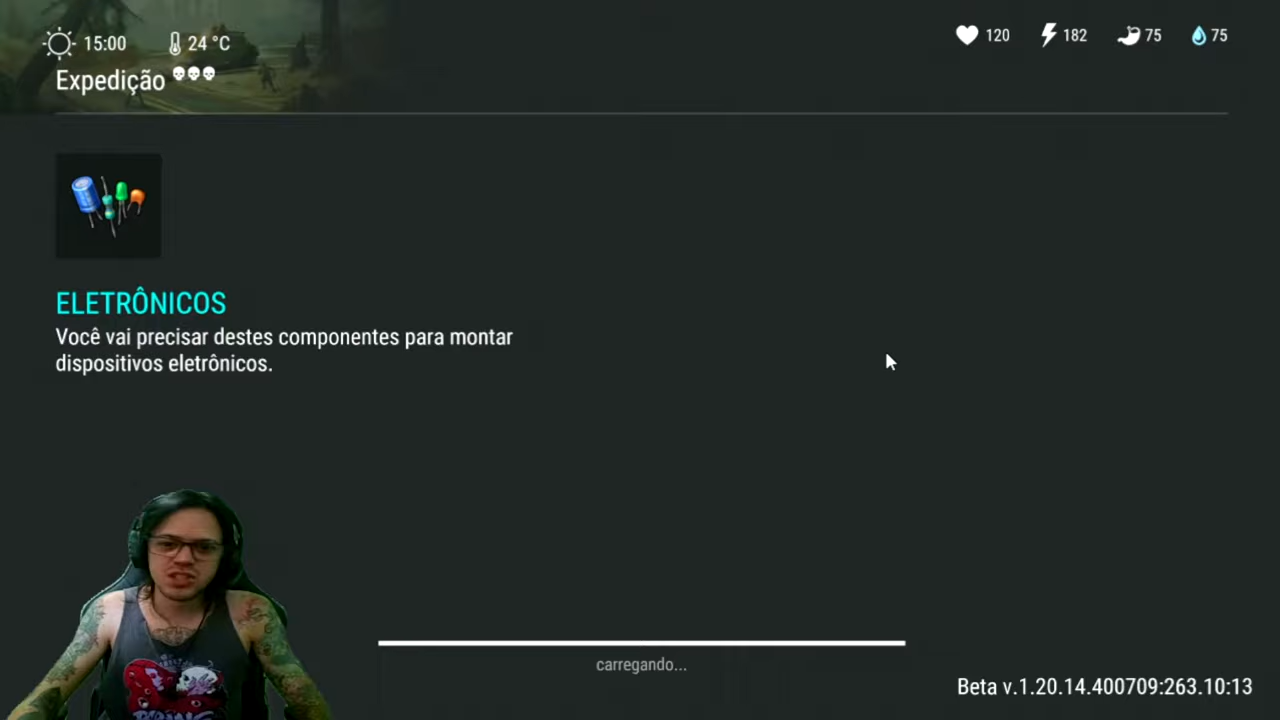 15:00 24 °C
120 182 75 75
Expedição
ELETRÔNICOS
Você vai precisar destes componentes para montar
dispositivos eletrônicos.
carregando...
Beta v.1.20.14.400709:263.10:13